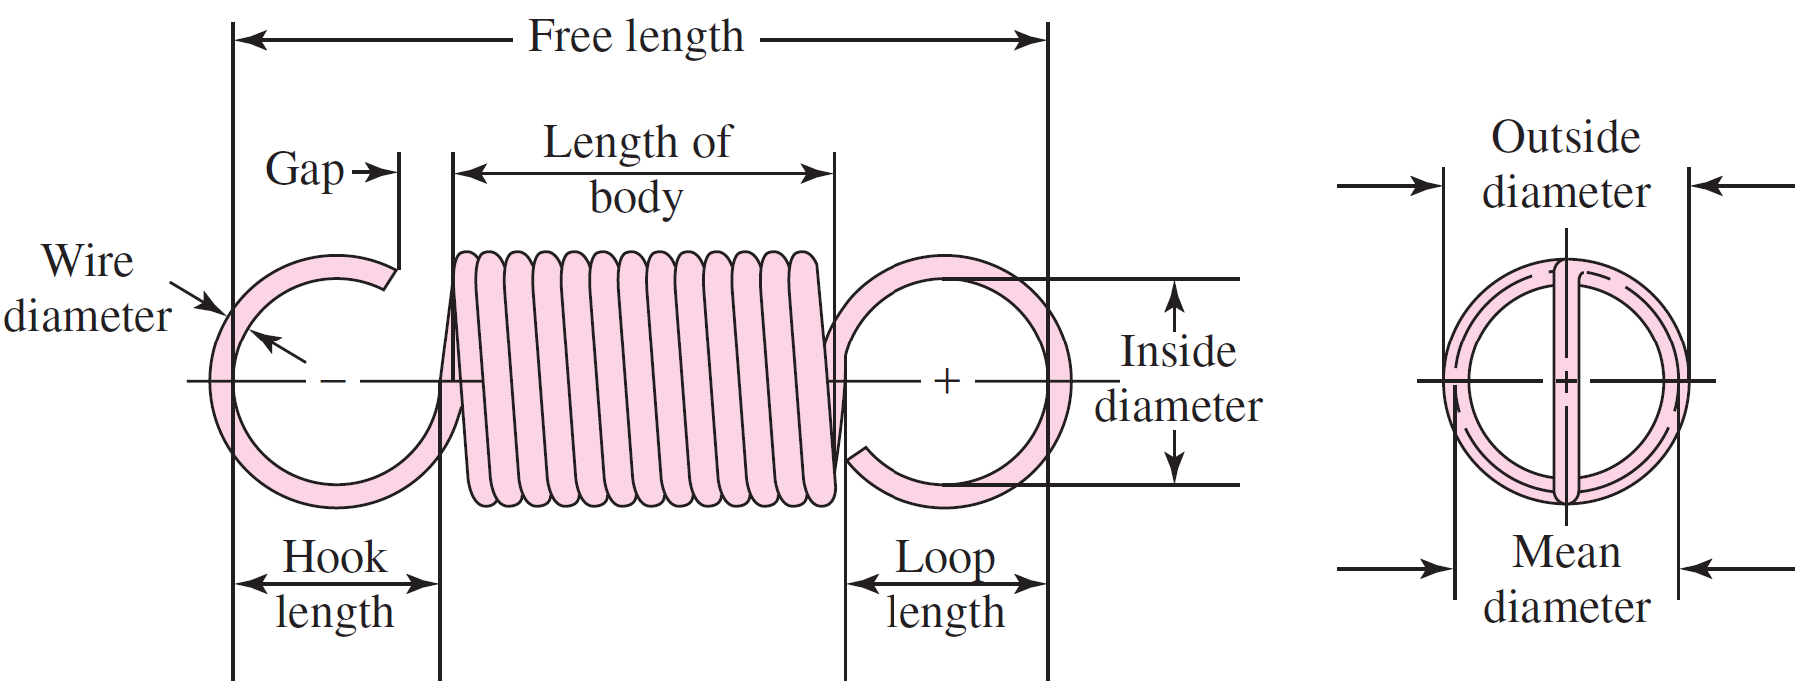 Free length
Length of
body
Gap
Wire
diameter
Inside
diameter
Hook
length
Loop
length
Outside
diameter
Mean
diameter